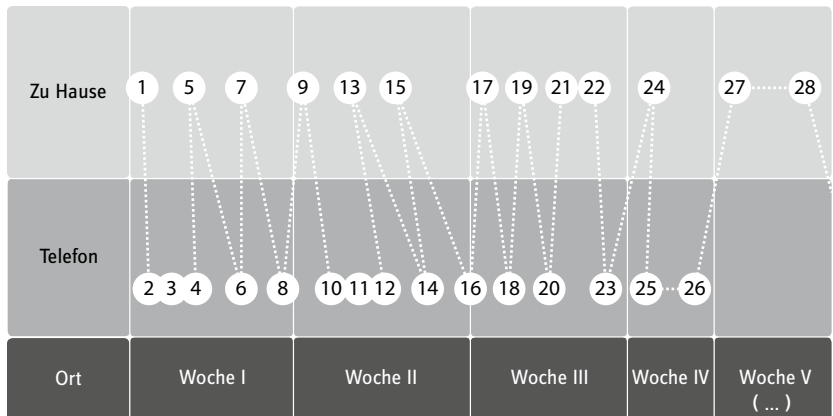 Zu Hause 1 5 7 9 13 15 17 19 21 22 24 27 28
Telefon 2 3 4 6 8 10 11 12 14 16 18 20 23 25 26
Ort Woche I Woche II Woche III Woche IV Woche V
( ... )